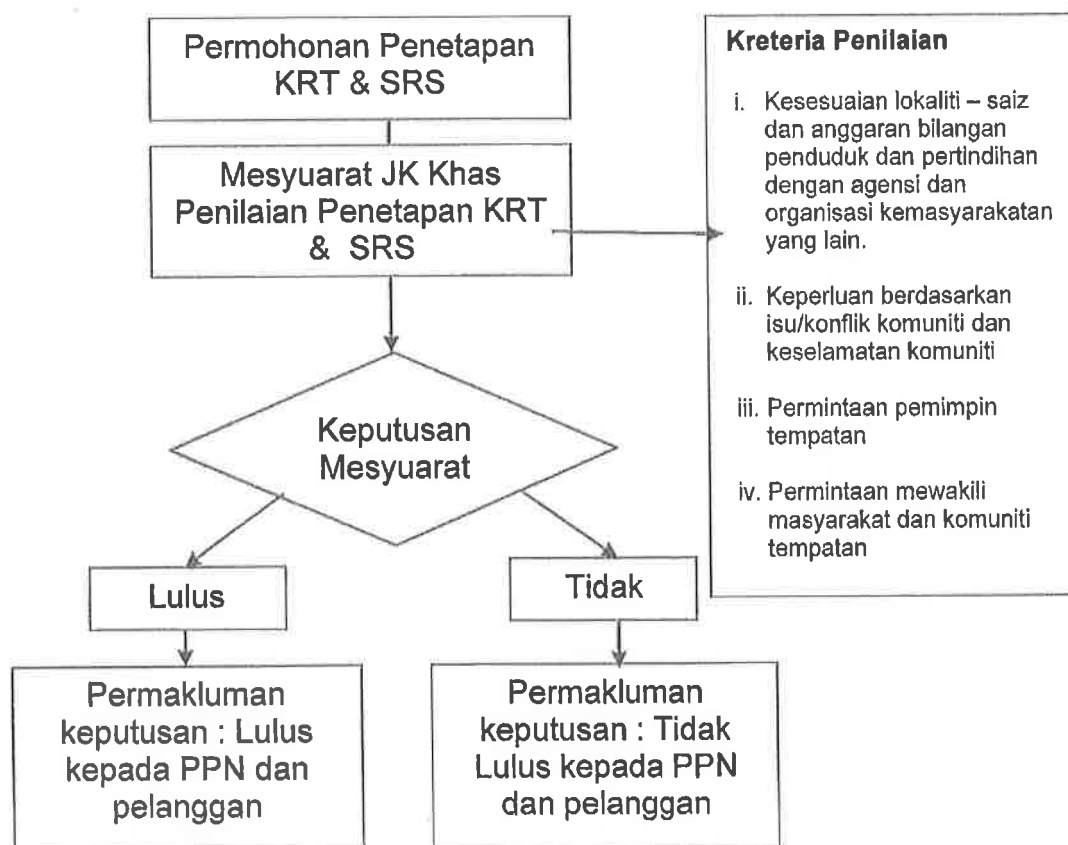 Permohonan Penetapan
KRT & SRS
Mesyuarat JK Khas
Penilaian Penetapan KRT
& SRS
Keputusan
Mesyuarat
Lulus
Tidak
Permakluman
keputusan : Lulus
kepada PPN dan
pelanggan
Permakluman
keputusan : Tidak
Lulus kepada PPN
dan pelanggan
Kreteria Penilaian
i. Kesesuaian lokaliti – saiz
dan anggaran bilangan
penduduk dan pertindihan
dengan agensi dan
organisasi kemasyarakatan
yang lain.
ii. Keperluan berdasarkan
isu/konflik komuniti dan
keselamatan komuniti
iii. Permintaan pemimpin
tempatan
iv. Permintaan mewakili
masyarakat dan komuniti
tempatan